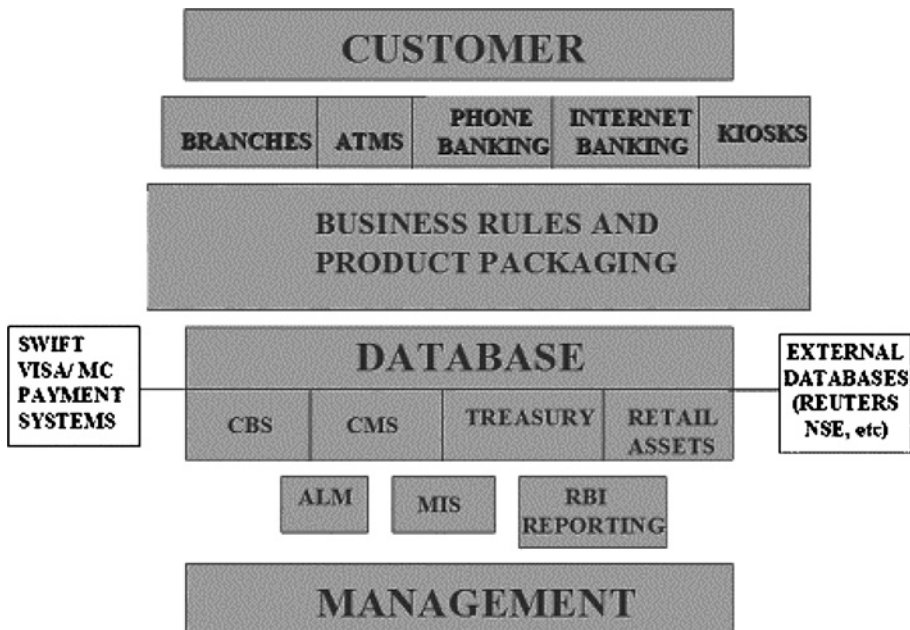 CUSTOMER
BRANCHES
ATMS
PHONE
BANKING
INTERNET
BANKING
KIOSKS
BUSINESS RULES AND
PRODUCT PACKAGING
SWIFT
VISA/ MC
PAYMENT
SYSTEMS
DATABASE
CBS
CMS
TREASURY
RETAIL
ASSETS
EXTERNAL
DATABASES
(REUTERS
NSE, etc)
ALM
MIS
RBI
REPORTING
MANAGEMENT